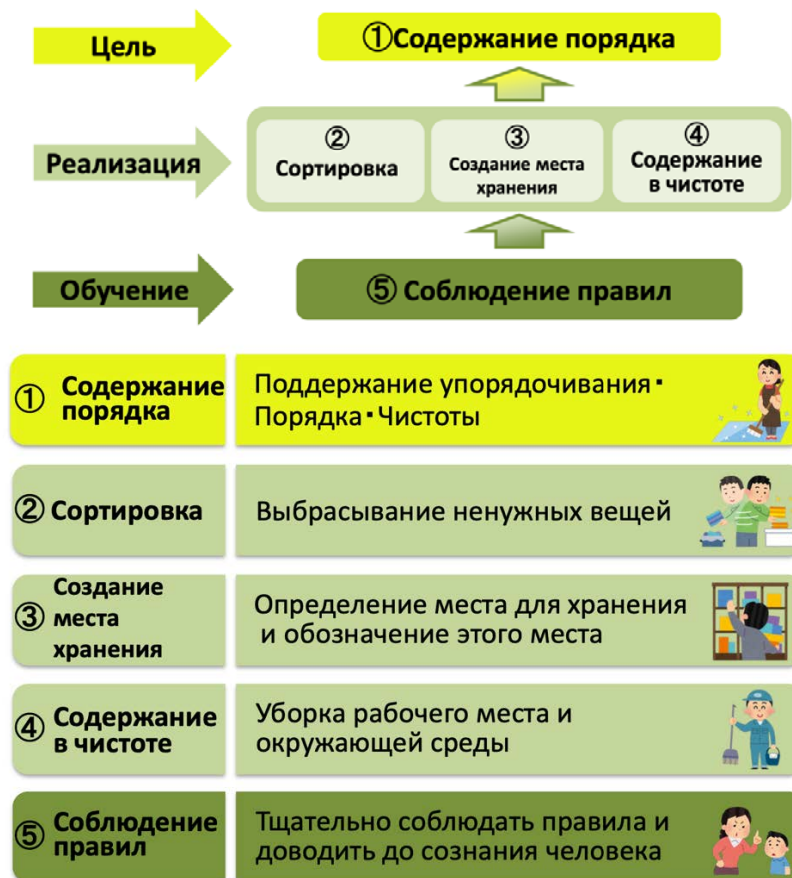 Цель
①Содержание порядка
Реализация
②
Сортировка
③
Создание места
хранения
④
Содержание
в чистоте
Обучение
⑤ Соблюдение правил
① Содержание
порядка
Поддержание упорядочивания・
Порядка・Чистоты
② Сортировка
Выбрасывание ненужных вещей
③ Создание
места
хранения
Определение места для хранения
и обозначение этого места
④ Содержание
в чистоте
Уборка рабочего места и
окружающей среды
⑤ Соблюдение
правил
Тщательно соблюдать правила и
доводить до сознания человека